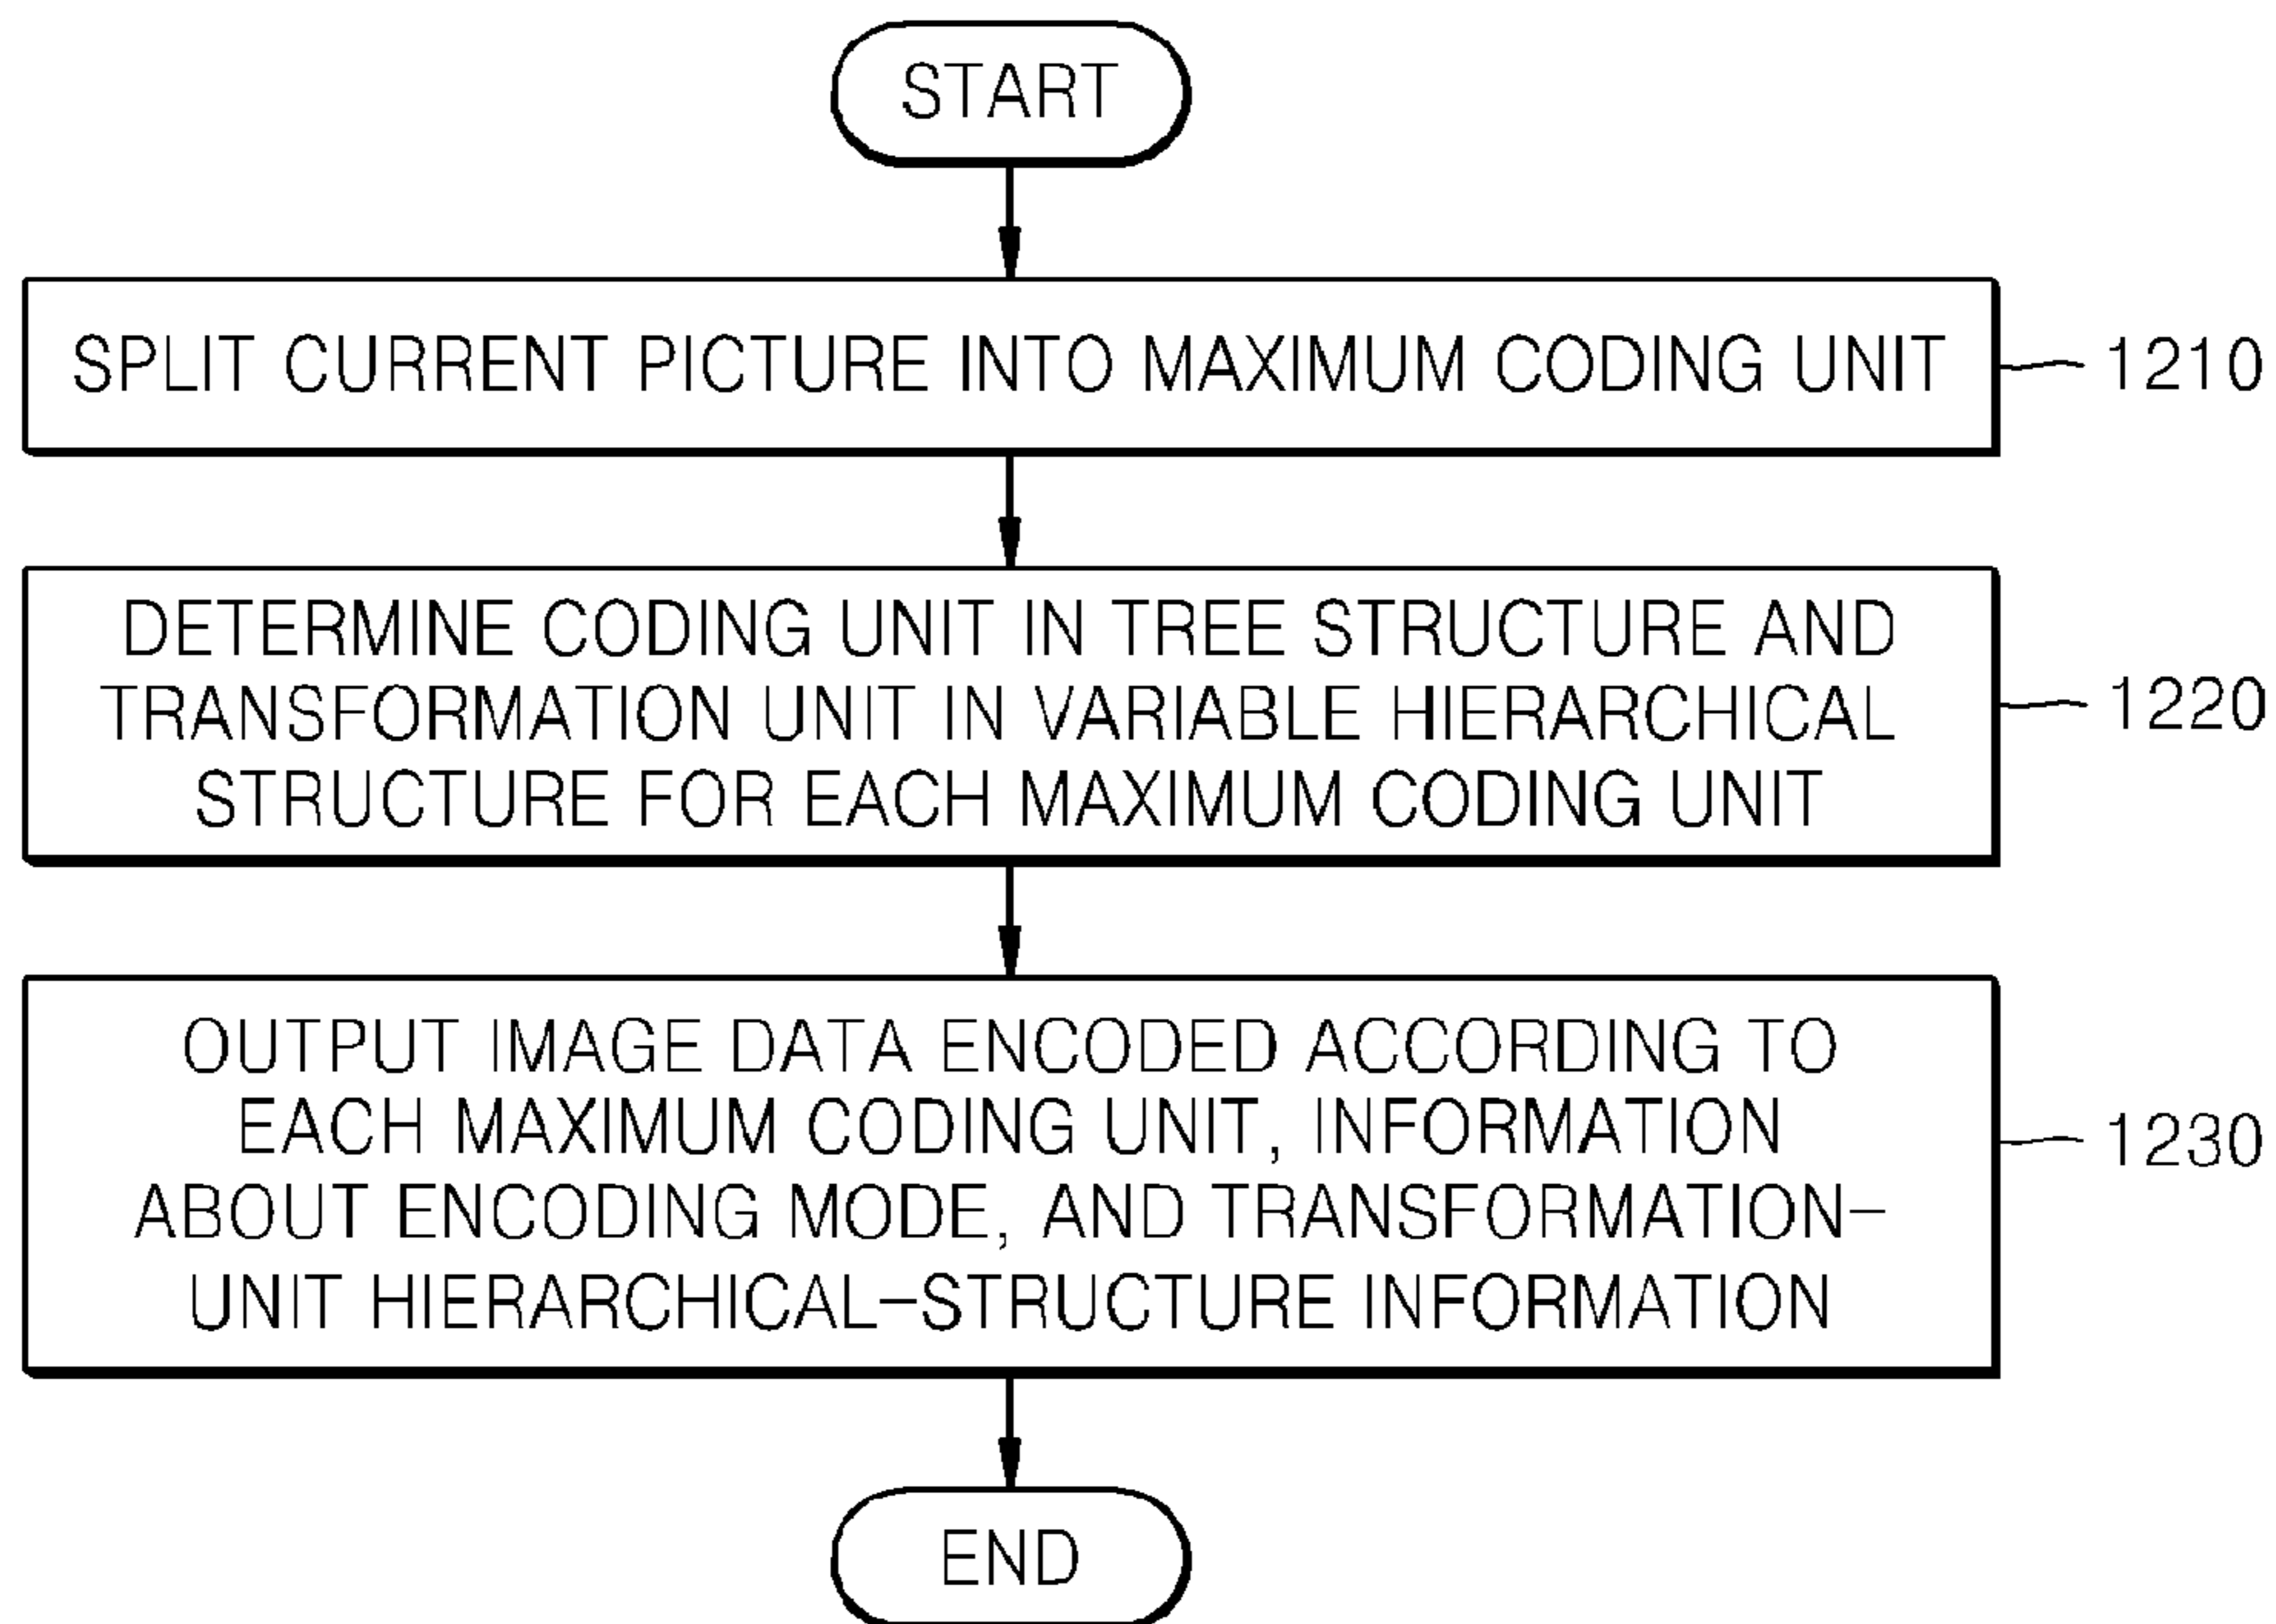 START
SPLIT CURRENT PICTURE INTO MAXIMUM CODING UNIT
1210
DETERMINE CODING UNIT IN TREE STRUCTURE AND
TRANSFORMATION UNIT IN VARIABLE HIERARCHICAL
STRUCTURE FOR EACH MAXIMUM CODING UNIT
1220
OUTPUT IMAGE DATA ENCODED ACCORDING TO
EACH MAXIMUM CODING UNIT, INFORMATION
ABOUT ENCODING MODE, AND TRANSFORMATION-
UNIT HIERARCHICAL-STRUCTURE INFORMATION
1230
END